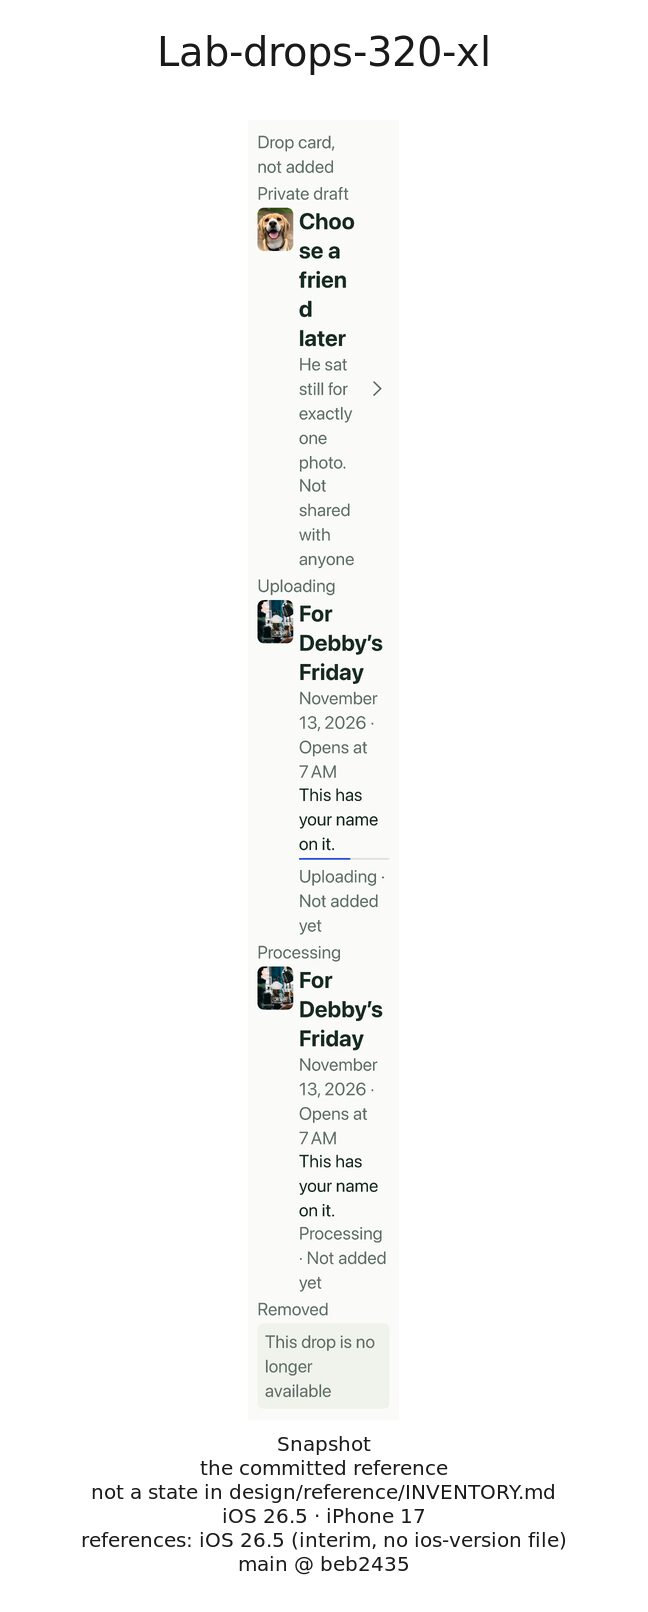 Lab-drops-320-xl
Drop card,
not added
Private draft
Choo
se a
frien
d
later
He sat
still for
exactly
one
photo.
Not
shared
with
anyone
Uploading
For
Debby’s
Friday
November
13, 2026 ·
Opens at
7 AM
This has
your name
on it.
Uploading ·
Not added
yet
Processing
For
Debby’s
Friday
November
13, 2026 ·
Opens at
7 AM
This has
your name
on it.
Processing
· Not added
yet
Removed
This drop is no
longer
available
Snapshot
the committed reference
not a state in design/reference/INVENTORY.md
iOS 26.5 · iPhone 17
references: iOS 26.5 (interim, no ios-version file)
main @ beb2435